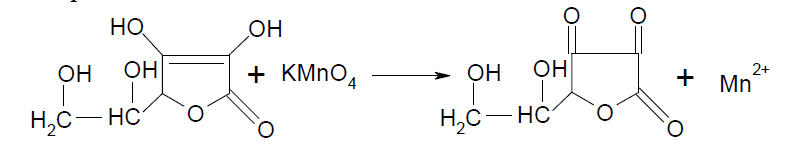 HO OH O O
OH OH + KMnO4 OH OH + Mn2+
H2C HC O O H2C HC O O